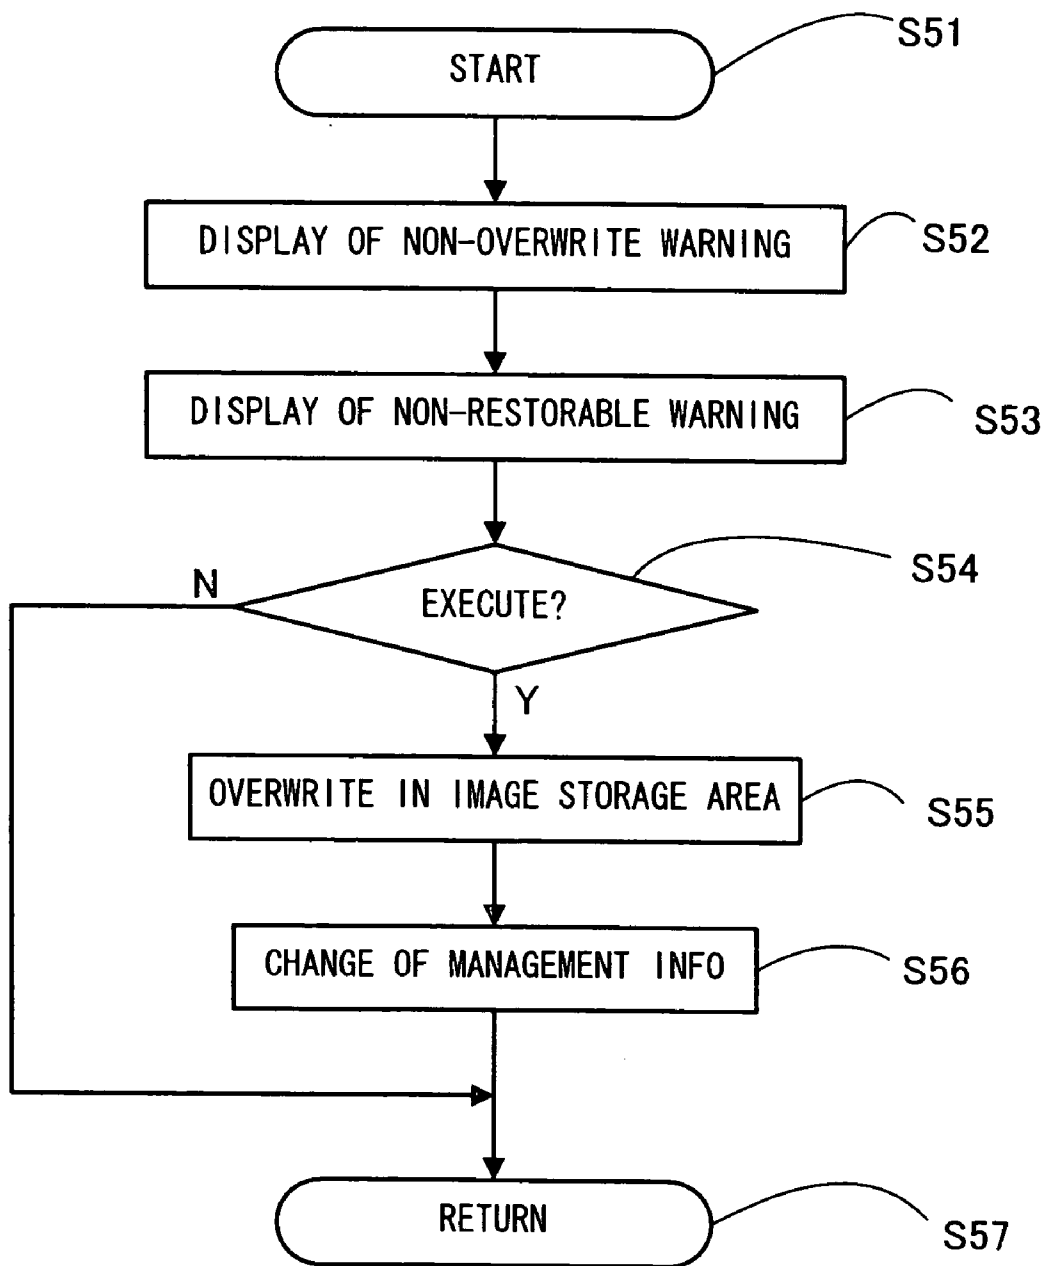 START
S51
DISPLAY OF NON-OVERWRITE WARNING
S52
DISPLAY OF NON-RESTORABLE WARNING
S53
EXECUTE?
S54
N
Y
OVERWRITE IN IMAGE STORAGE AREA
S55
CHANGE OF MANAGEMENT INFO
S56
RETURN
S57